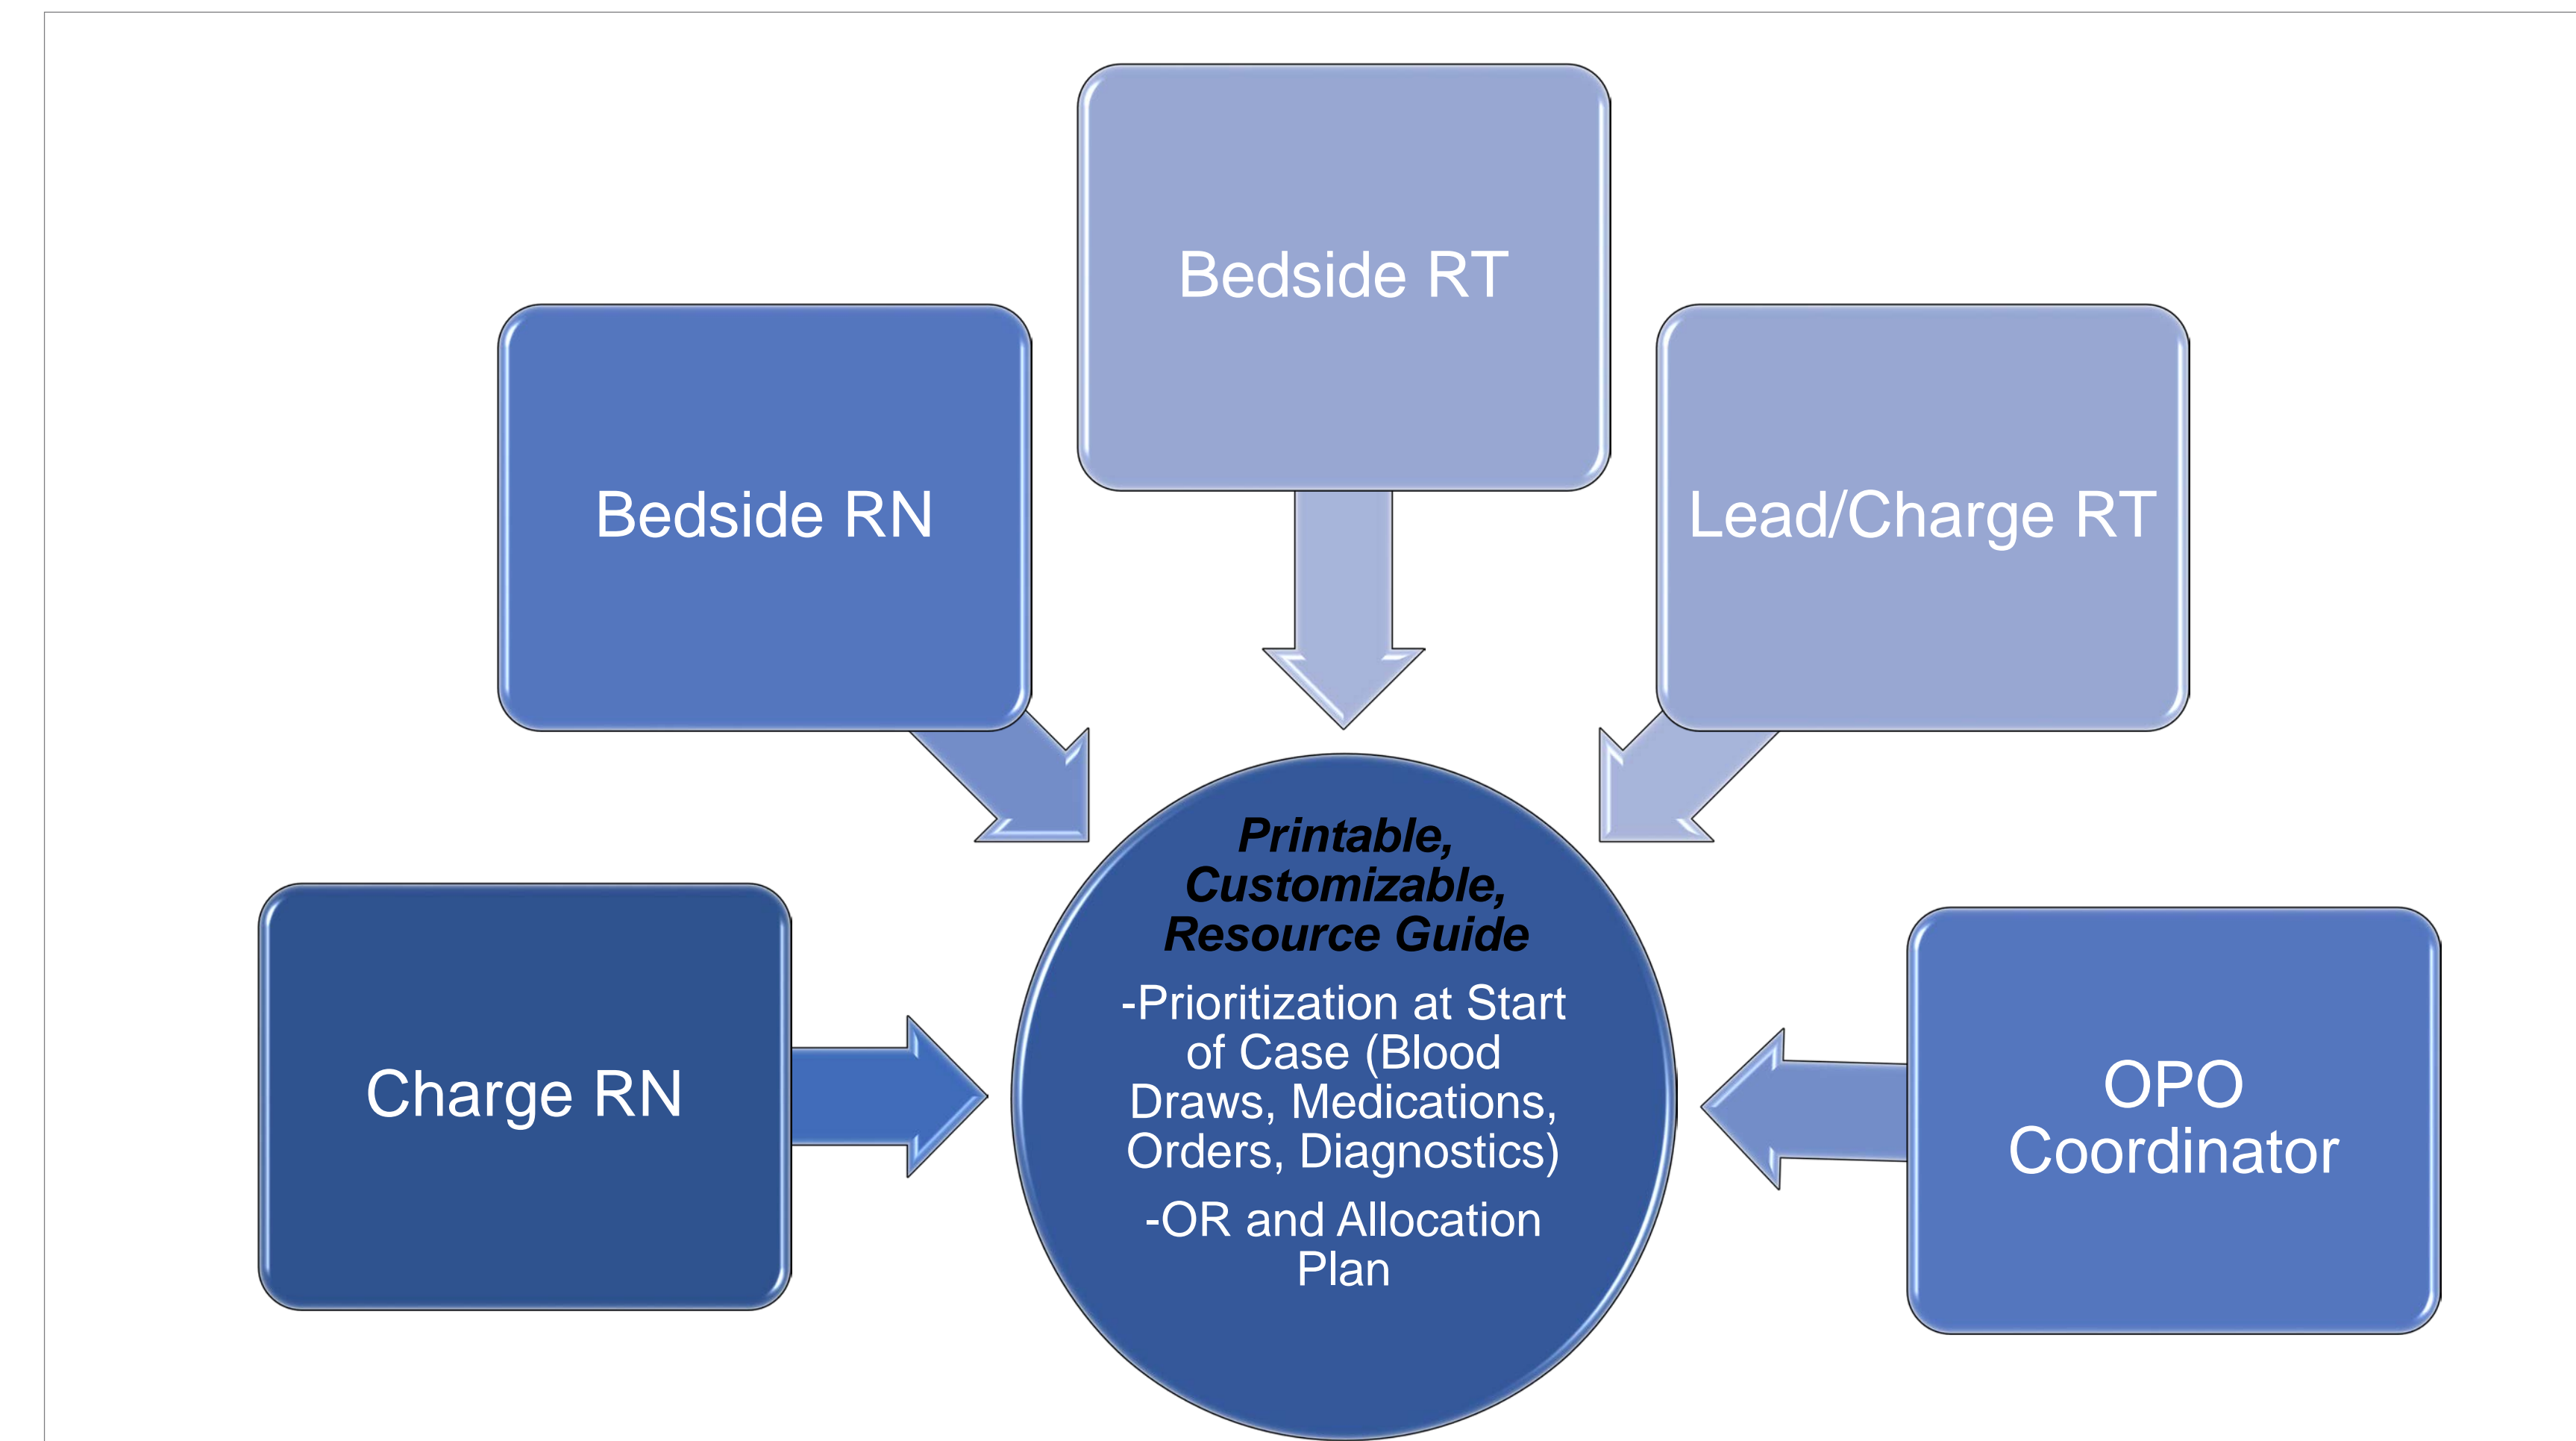 Bedside RT
Bedside RN
Lead/Charge RT
Charge RN
Printable,
Customizable,
Resource Guide
-Prioritization at Start
of Case (Blood
Draws, Medications,
Orders, Diagnostics)
-OR and Allocation
Plan
OPO
Coordinator